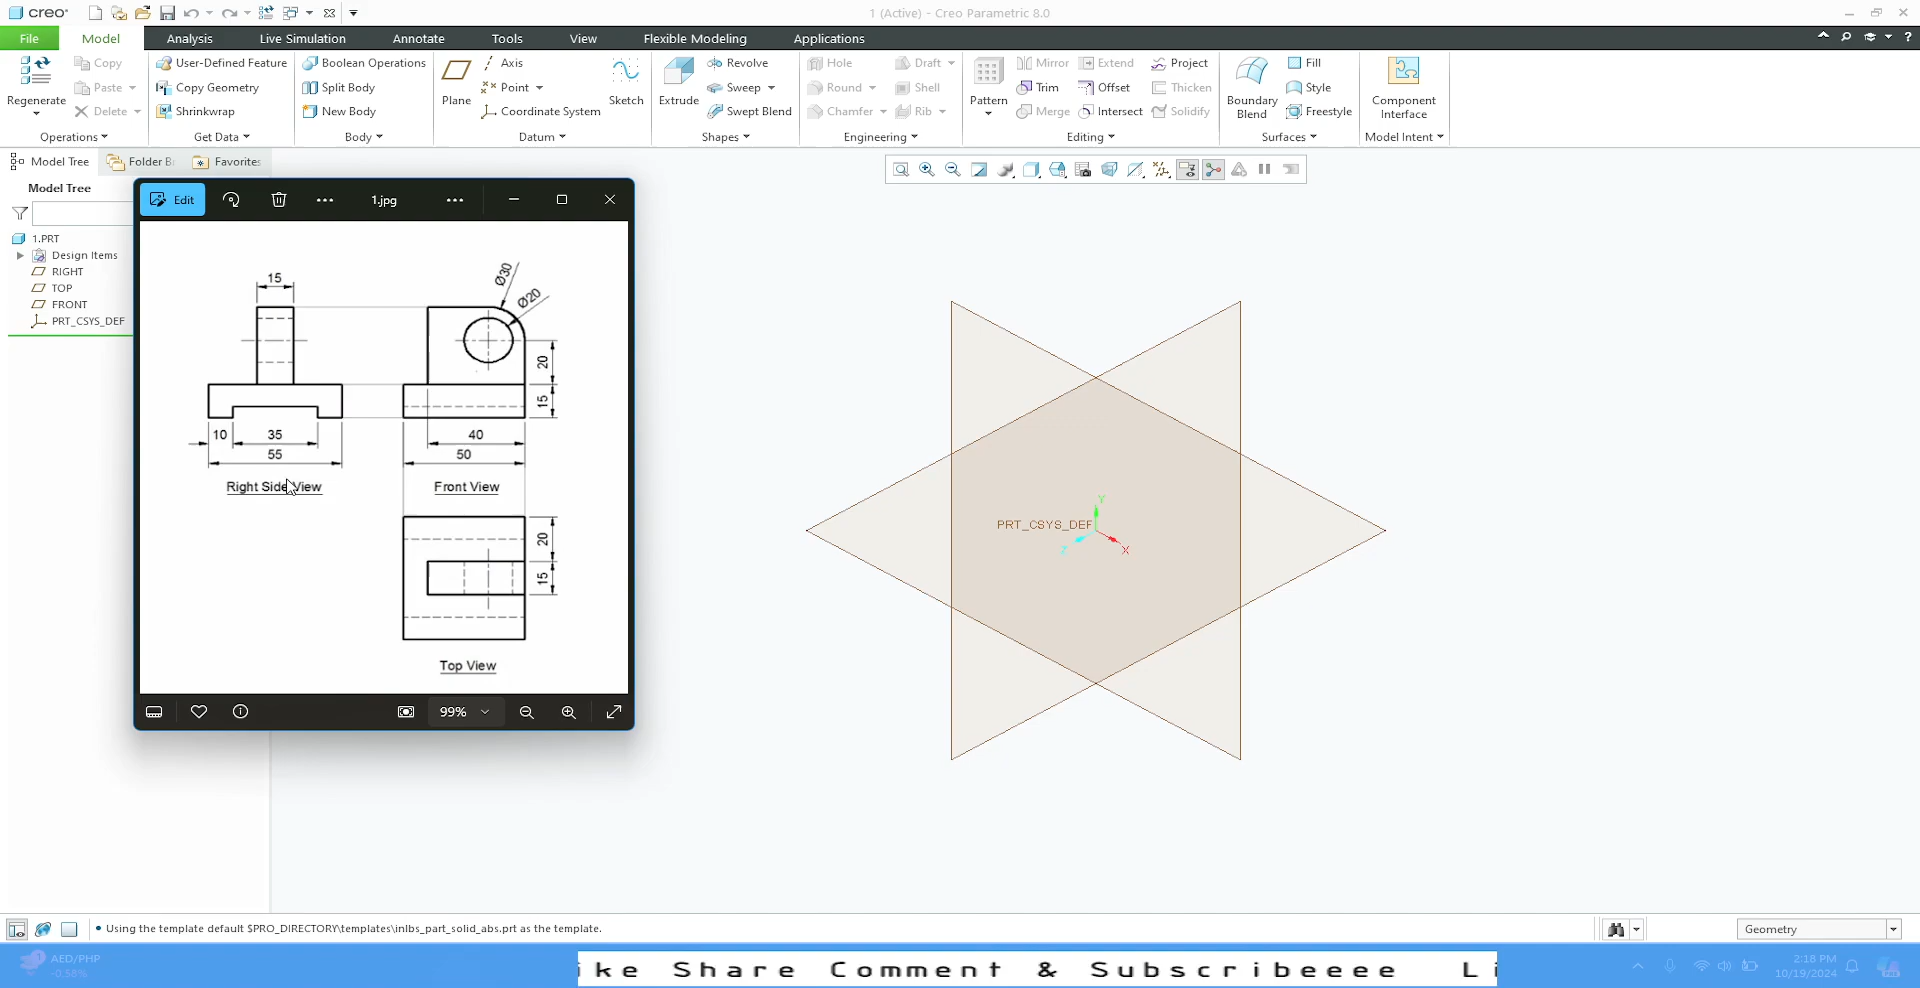 creo
1 (Active) - Creo Parametric 8.0
File Model Analysis Live Simulation Annotate Tools View Flexible Modeling Applications
Regenerate
Copy
Paste
Delete
Operations
User-Defined Feature
Copy Geometry
Shrinkwrap
Get Data
Boolean Operations
Split Body
New Body
Body
Plane
Axis
Point
Coordinate System
Sketch
Datum
Extrude
Revolve
Sweep
Swept Blend
Shapes
Hole
Round
Chamfer
Draft
Shell
Rib
Engineering
Pattern
Mirror
Trim
Merge
Extend
Offset
Intersect
Project
Thicken
Solidify
Editing
Boundary
Blend
Fill
Style
Freestyle
Surfaces
Component
Interface
Model Intent
Model Tree Folder B Favorites
Model Tree
1.PRT
Design Items
RIGHT
TOP
FRONT
PRT_CSYS_DEF
Edit
1.jpg
15
Ø30
Ø20
20
15
10 35
55
40
50
Right Side View
Front View
20
15
Top View
99%
PRT_CSYS_DEF
Y
Z
X
Using the template default $PRO_DIRECTORY\templates\inlbs_part_solid_abs.prt as the template.
Geometry
1
AED/PHP
-0.58%
ike Share Comment & Subscribeeee Li
2:18 PM
10/19/2024